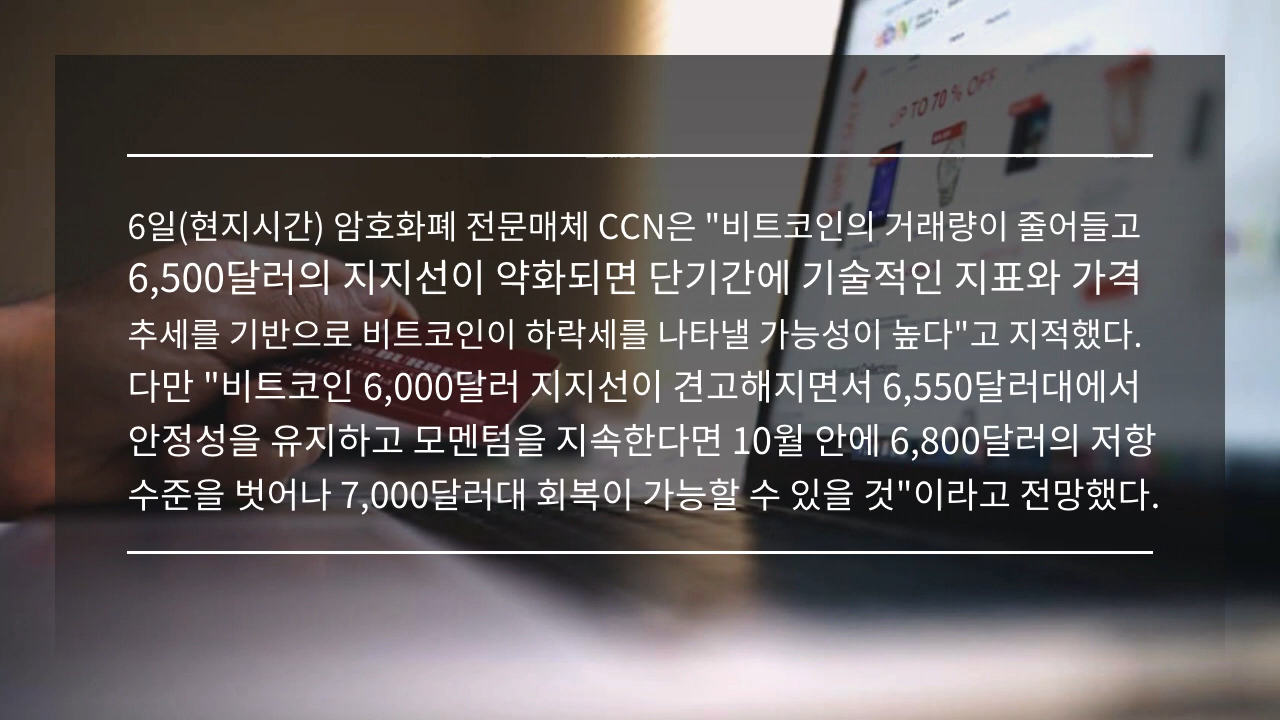 UP TO 70 % OFF
6일(현지시간) 암호화폐 전문매체 CCN은 "비트코인의 거래량이 줄어들고
6,500달러의 지지선이 약화되면 단기간에 기술적인 지표와 가격
추세를 기반으로 비트코인이 하락세를 나타낼 가능성이 높다"고 지적했다.
다만 "비트코인 6,000달러 지지선이 견고해지면서 6,550달러대에서
안정성을 유지하고 모멘텀을 지속한다면 10월 안에 6,800달러의 저항
수준을 벗어나 7,000달러대 회복이 가능할 수 있을 것"이라고 전망했다.